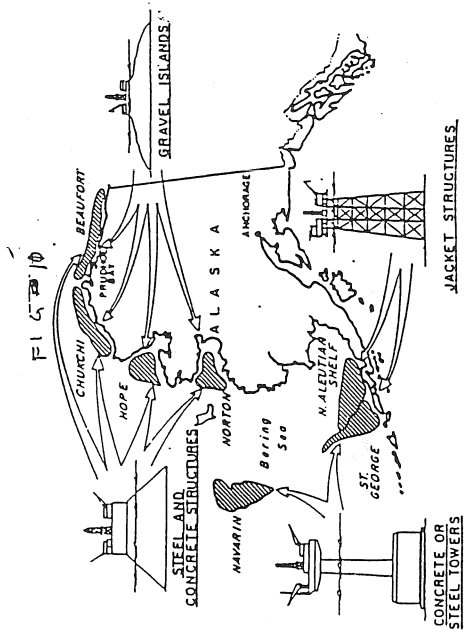 FIG 10
GRAVEL ISLANDS
BEAUFORT
PRUDHOE
BAY
CHUKCHI
HOPE
ALASKA
ANCHORAGE
NORTON
STEEL AND
CONCRETE STRUCTURES
Bering
Sea
NAVARIN
N. ALEUTIAN
SHELF
ST.
GEORGE
JACKET STRUCTURES
CONCRETE OR
STEEL TOWERS